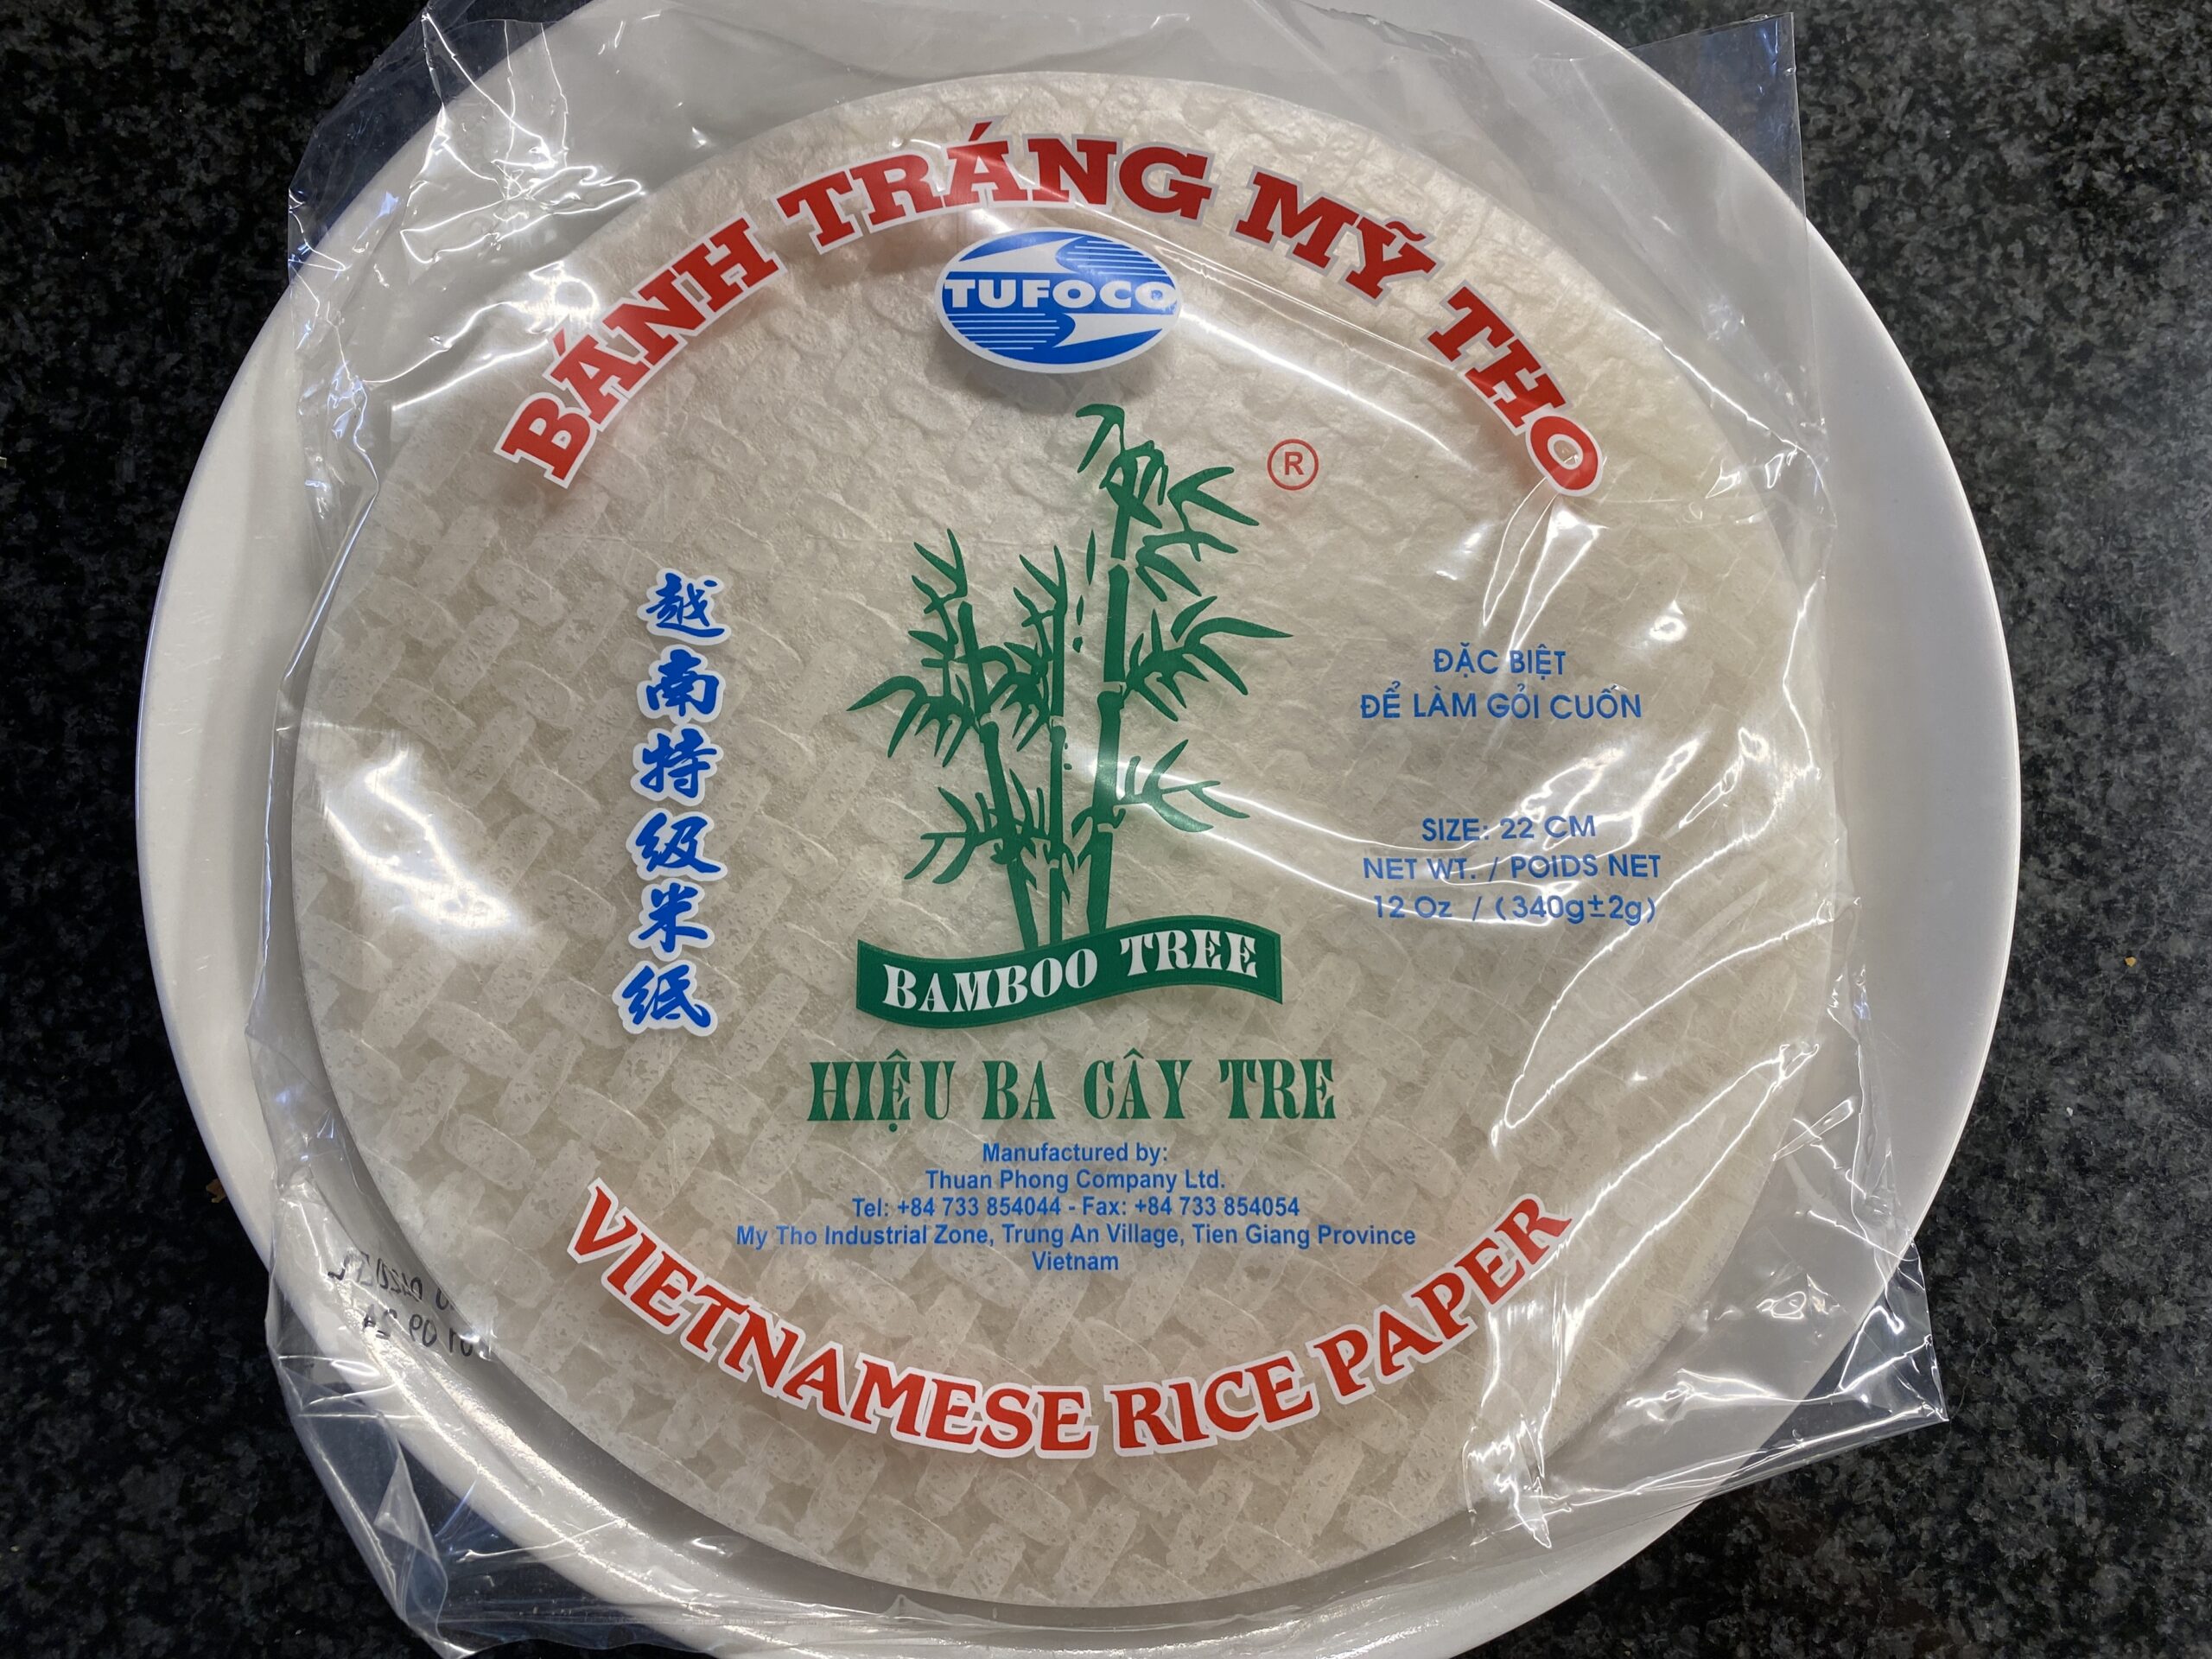 BÁNH TRÁNG MỸ THO
TUFOCO
®
越南特级米纸
ĐẶC BIỆT
ĐỂ LÀM GỎI CUỐN
SIZE: 22 CM
NET WT. / POIDS NET
12 Oz / (340g±2g)
BAMBOO TREE
HIỆU BA CÂY TRE
Manufactured by:
Thuan Phong Company Ltd.
Tel: +84 733 854044 - Fax: +84 733 854054
My Tho Industrial Zone, Trung An Village, Tien Giang Province
Vietnam
VIETNAMESE RICE PAPER